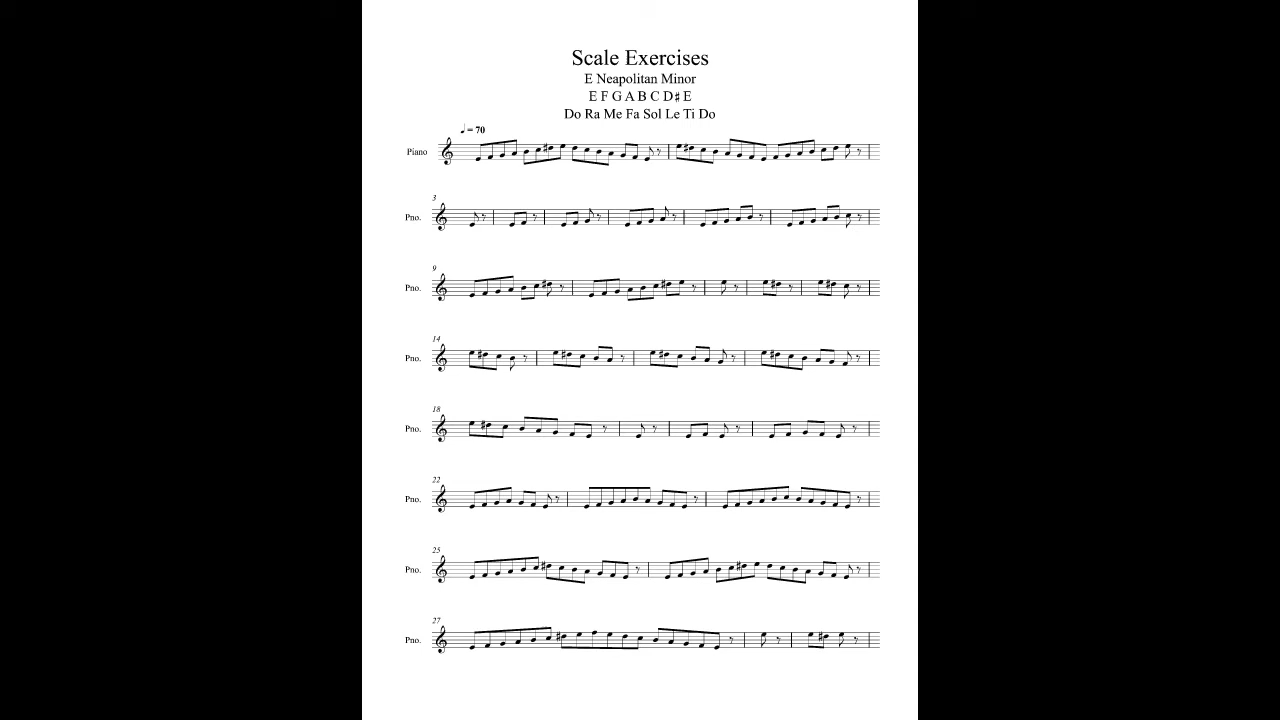 Scale Exercises
E Neapolitan Minor
E F G A B C D♯ E
Do Ra Me Fa Sol Le Ti Do
♩ = 70
Piano
3
Pno.
9
Pno.
14
Pno.
18
Pno.
22
Pno.
25
Pno.
27
Pno.